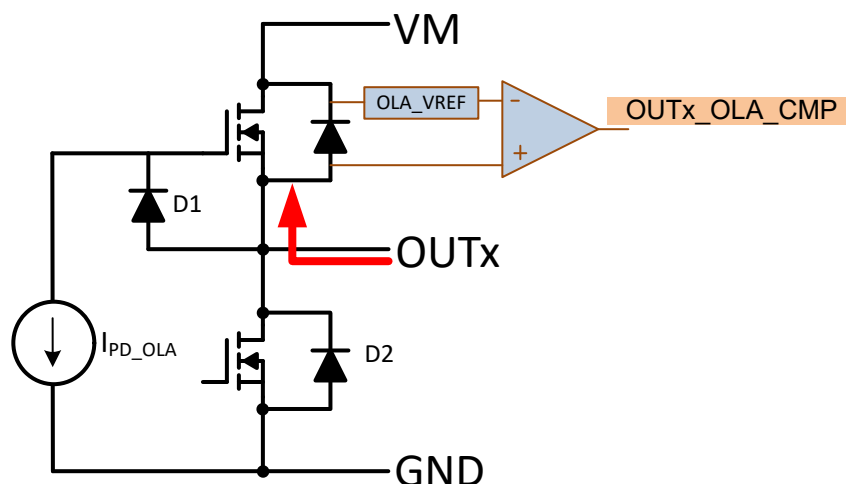 VM
OLA_VREF
-
OUTx_OLA_CMP
+
D1
OUTx
IPD_OLA
D2
GND